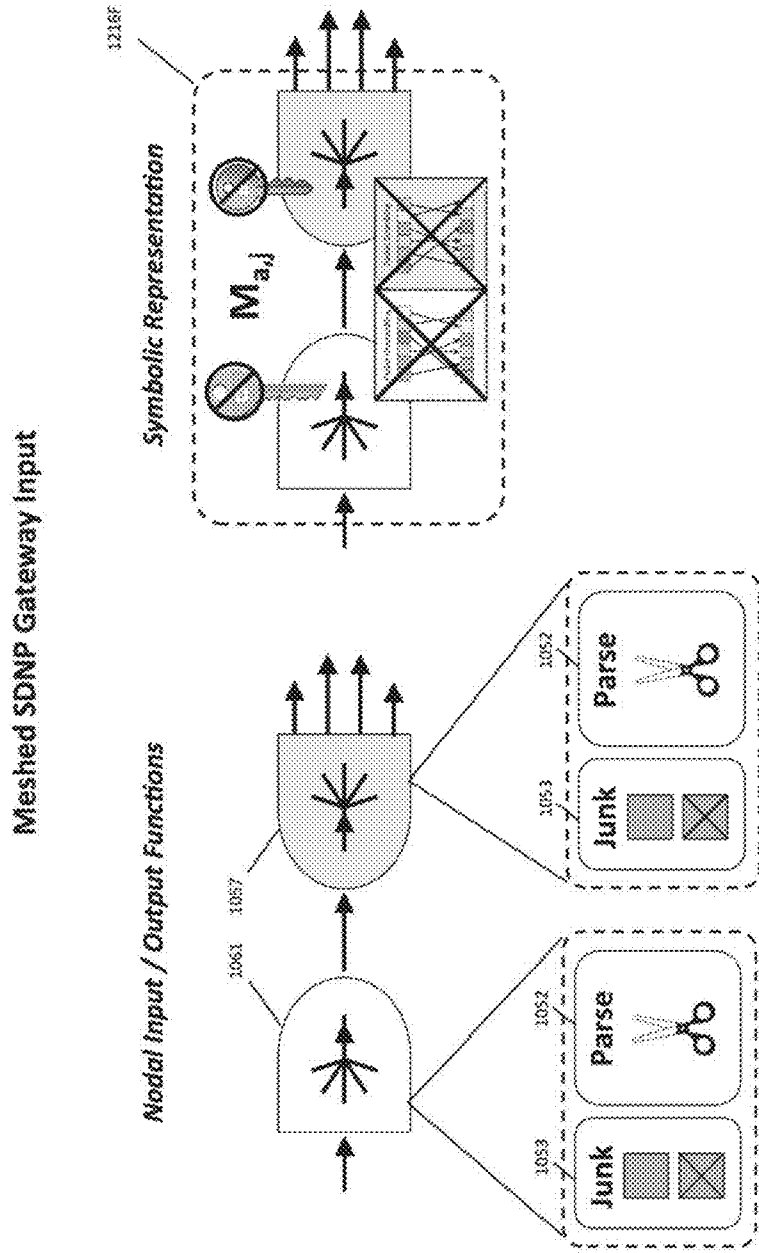 Meshed SDNP Gateway Input
Nodal Input / Output Functions
1061
1057
1053
Junk
1052
Parse
1053
Junk
1052
Parse
Symbolic Representation
1216F
Ma,j